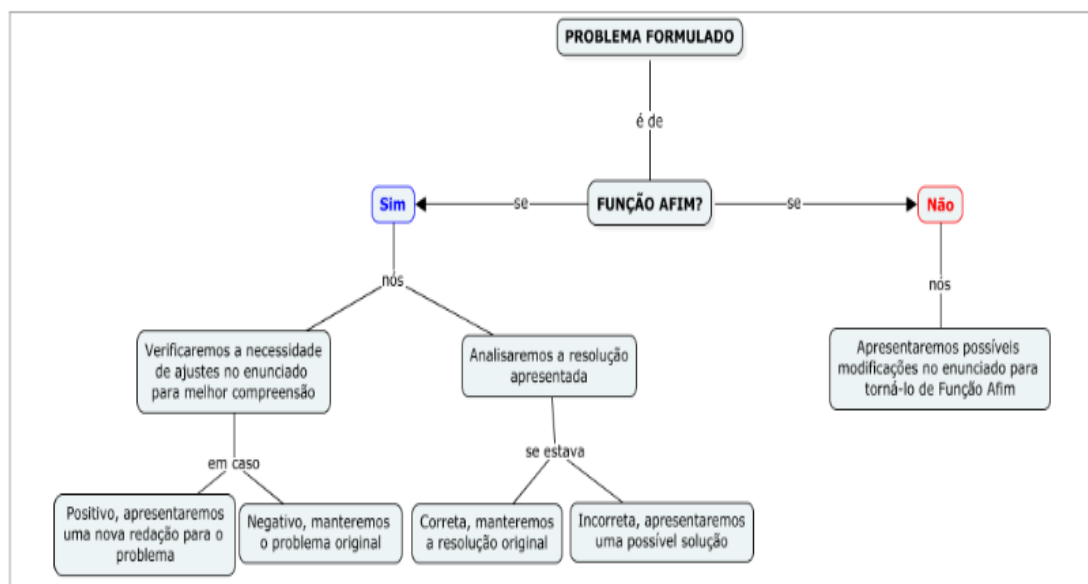 PROBLEMA FORMULADO
é de
FUNÇÃO AFIM?
se
se
Sim
Não
nós
nós
Verificaremos a necessidade
de ajustes no enunciado
para melhor compreensão
Analisaremos a resolução
apresentada
Apresentaremos possíveis
modificações no enunciado para
torná-lo de Função Afim
em caso
se estava
Positivo, apresentaremos
uma nova redação para o
problema
Negativo, manteremos
o problema original
Correta, manteremos
a resolução original
Incorreta, apresentaremos
uma possível solução